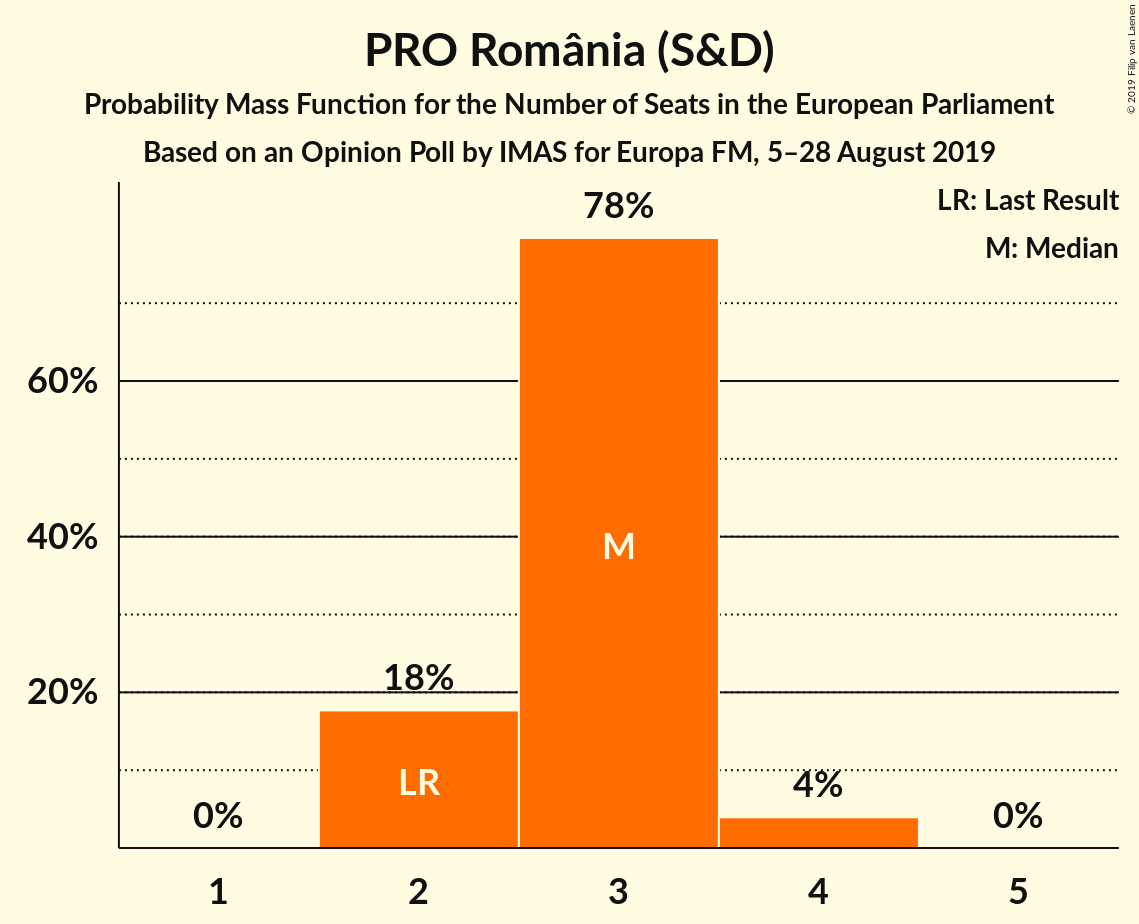 PRO România (S&D)
Probability Mass Function for the Number of Seats in the European Parliament
Based on an Opinion Poll by IMAS for Europa FM, 5–28 August 2019
© 2019 Filip van Laenen
LR: Last Result
M: Median
78%
60%
40%
20%
18%
4%
0%
0%
M
LR
1
2
3
4
5